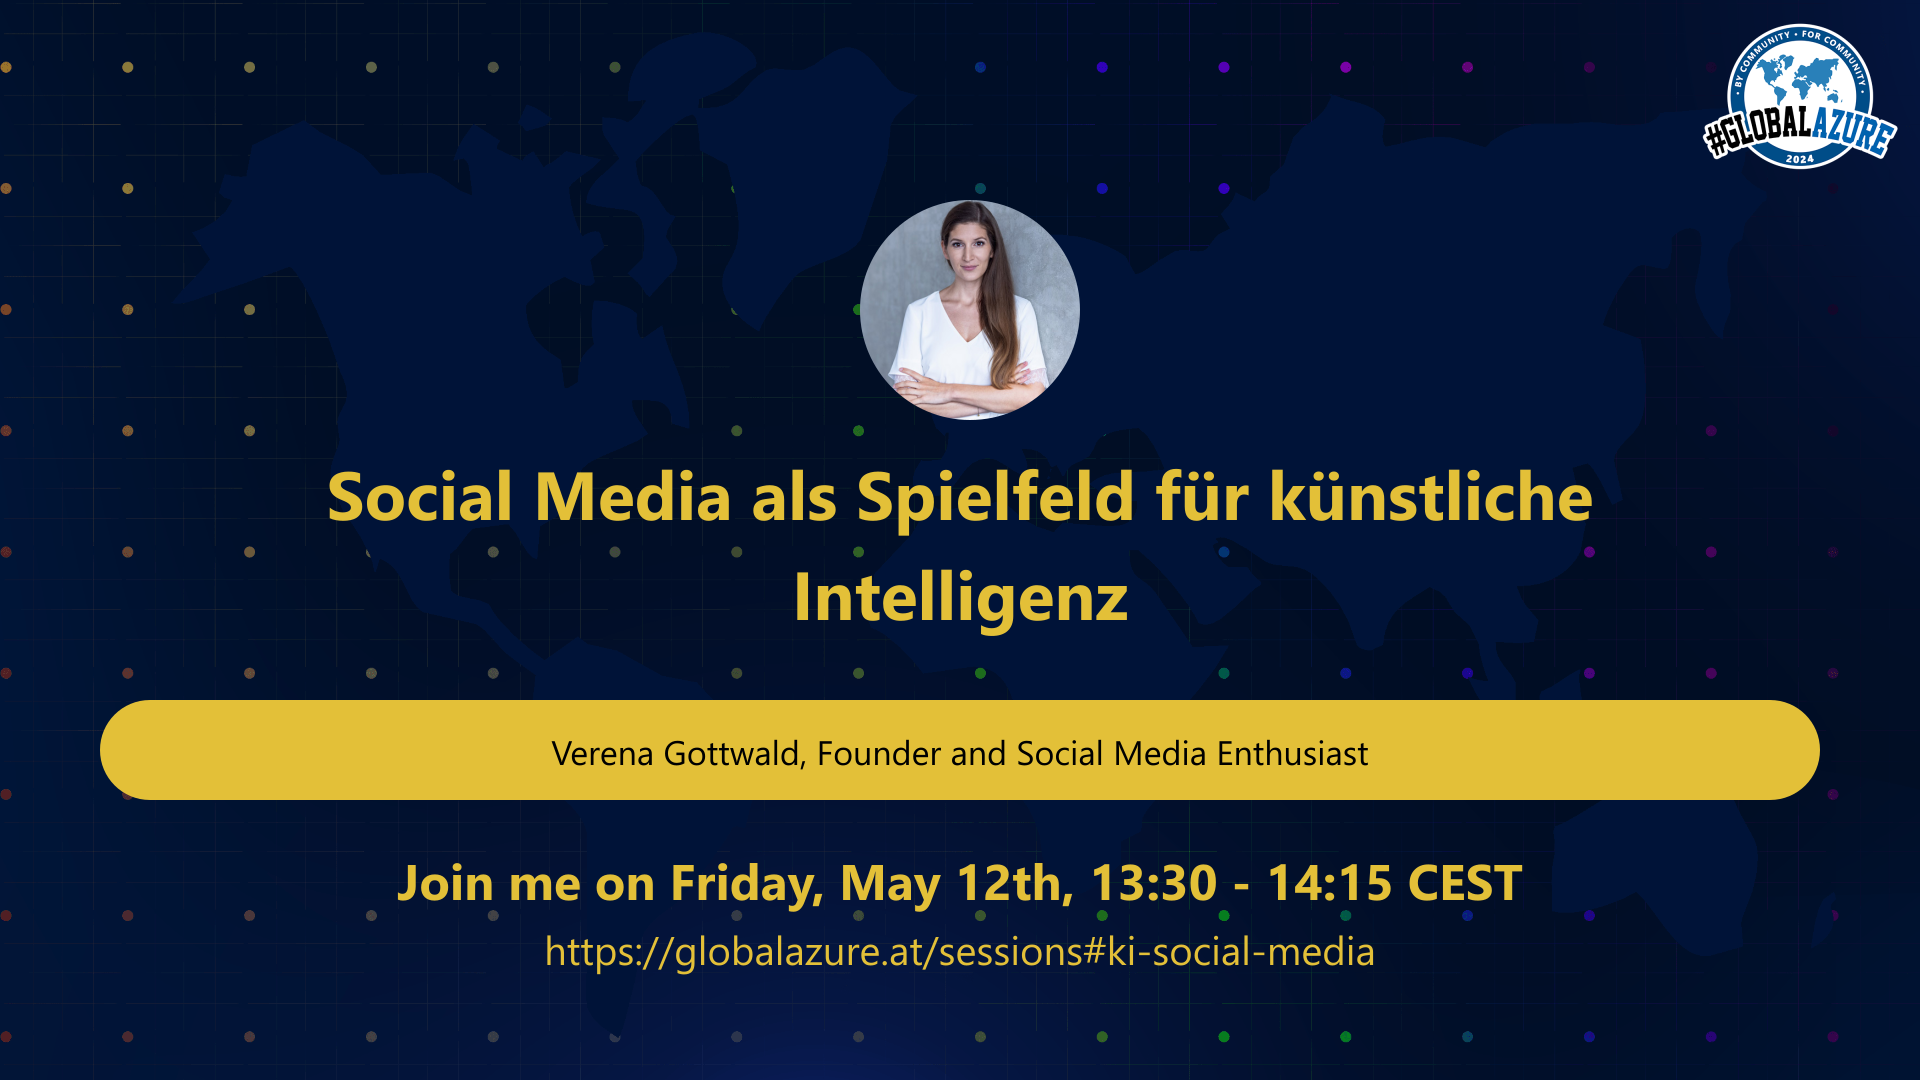 • BY COMMUNITY • FOR COMMUNITY •
#GLOBALAZURE
2024
Social Media als Spielfeld für künstliche
Intelligenz
Verena Gottwald, Founder and Social Media Enthusiast
Join me on Friday, May 12th, 13:30 - 14:15 CEST
https://globalazure.at/sessions#ki-social-media